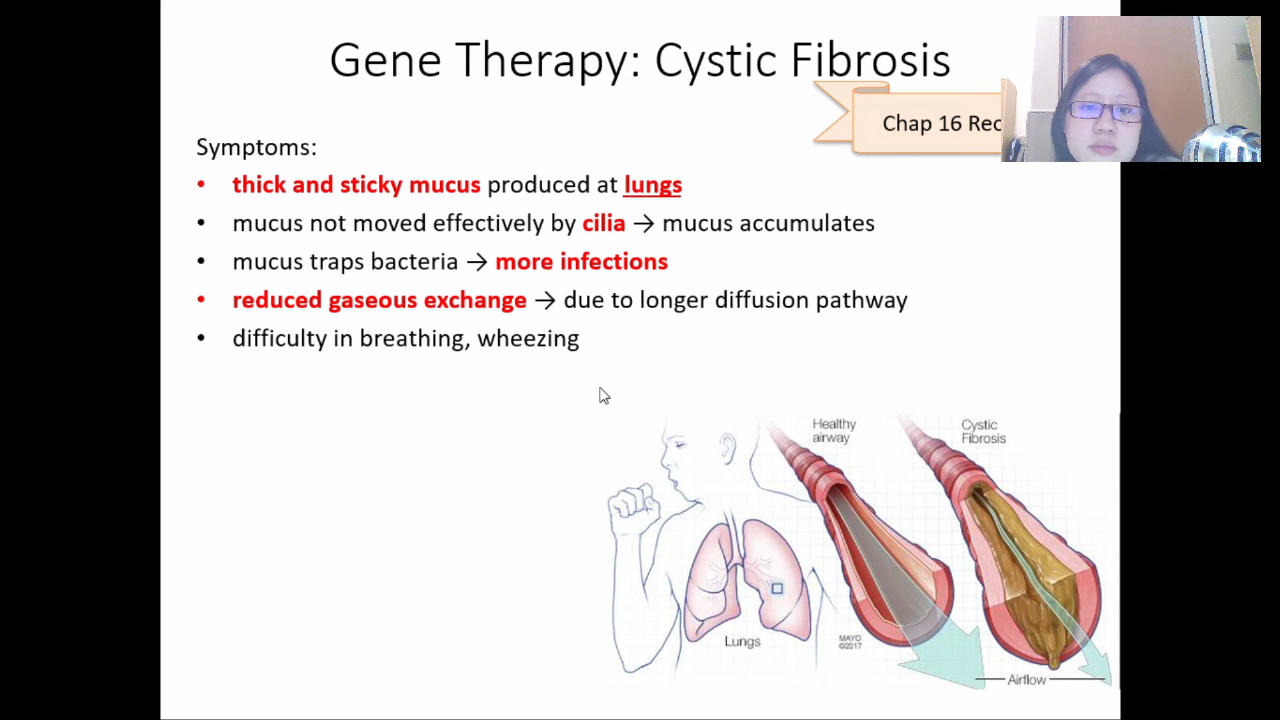 Gene Therapy: Cystic Fibrosis
Chap 16 Rec
Symptoms:
• thick and sticky mucus produced at lungs
• mucus not moved effectively by cilia → mucus accumulates
• mucus traps bacteria → more infections
• reduced gaseous exchange → due to longer diffusion pathway
• difficulty in breathing, wheezing
Healthy
airway
Cystic
Fibrosis
Lungs
MAYO
©2017
Airflow